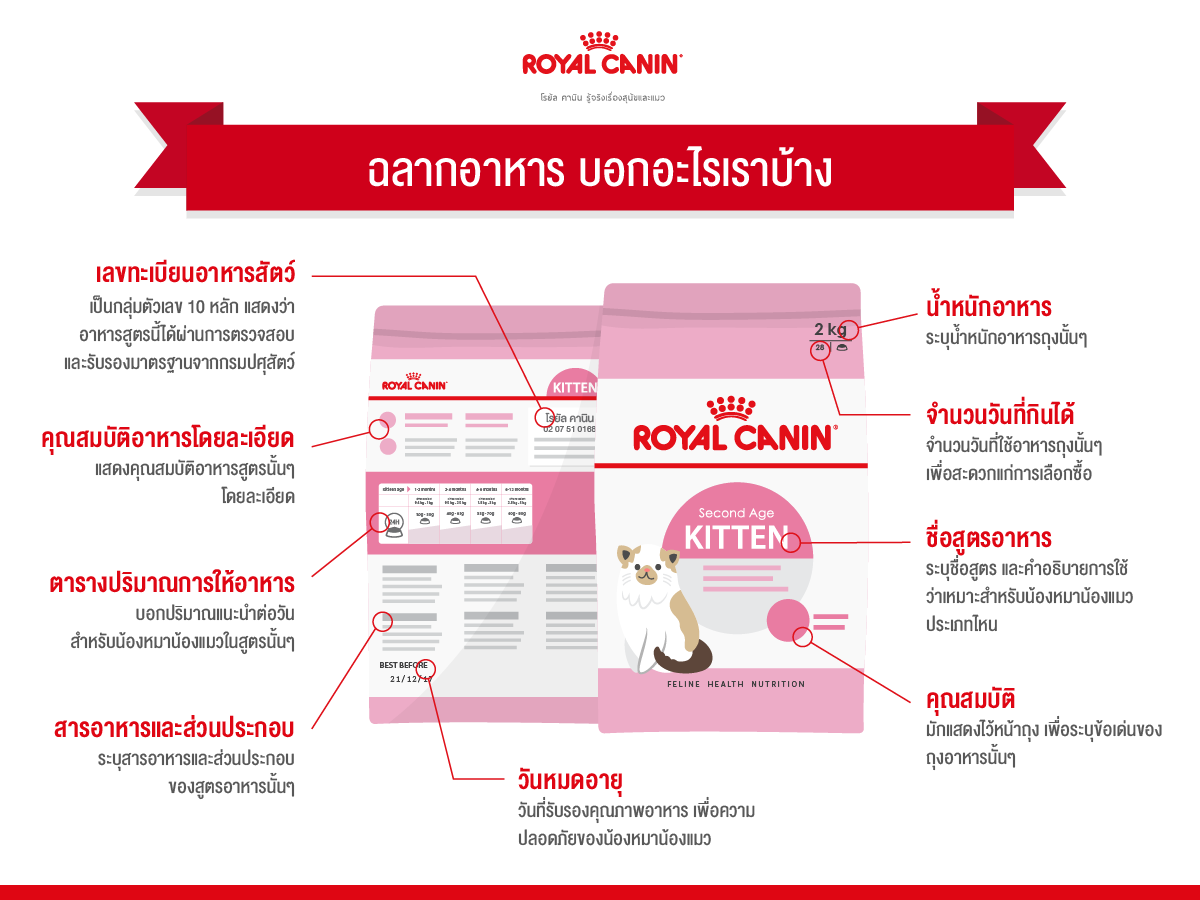 ROYAL CANIN
โรยัล คานิน รู้จริงเรื่องสุนัขและแมว
ฉลากอาหาร บอกอะไรเราบ้าง
เลขทะเบียนอาหารสัตว์
เป็นกลุ่มตัวเลข 10 หลัก แสดงว่า
อาหารสูตรนี้ได้ผ่านการตรวจสอบ
และรับรองมาตรฐานจากกรมปศุสัตว์
คุณสมบัติอาหารโดยละเอียด
แสดงคุณสมบัติอาหารสูตรนั้นๆ
โดยละเอียด
ตารางปริมาณการให้อาหาร
บอกปริมาณแนะนำต่อวัน
สำหรับน้องหมาน้องแมวในสูตรนั้นๆ
สารอาหารและส่วนประกอบ
ระบุสารอาหารและส่วนประกอบ
ของสูตรอาหารนั้นๆ
ROYAL CANIN
KITTEN
โรยัล คานิน
02 07 51 0168
24H
BEST BEFORE
21/12/
วันหมดอายุ
วันที่รับรองคุณภาพอาหาร เพื่อความ
ปลอดภัยของน้องหมาน้องแมว
2 kg
28
ROYAL CANIN
Second Age
KITTEN
FELINE HEALTH NUTRITION
น้ำหนักอาหาร
ระบุน้ำหนักอาหารถุงนั้นๆ
จำนวนวันที่กินได้
จำนวนวันที่ใช้อาหารถุงนั้นๆ
เพื่อสะดวกแก่การเลือกซื้อ
ชื่อสูตรอาหาร
ระบุชื่อสูตร และคำอธิบายการใช้
ว่าเหมาะสำหรับน้องหมาน้องแมว
ประเภทไหน
คุณสมบัติ
มักแสดงไว้หน้าถุง เพื่อระบุข้อเด่นของ
ถุงอาหารนั้นๆ